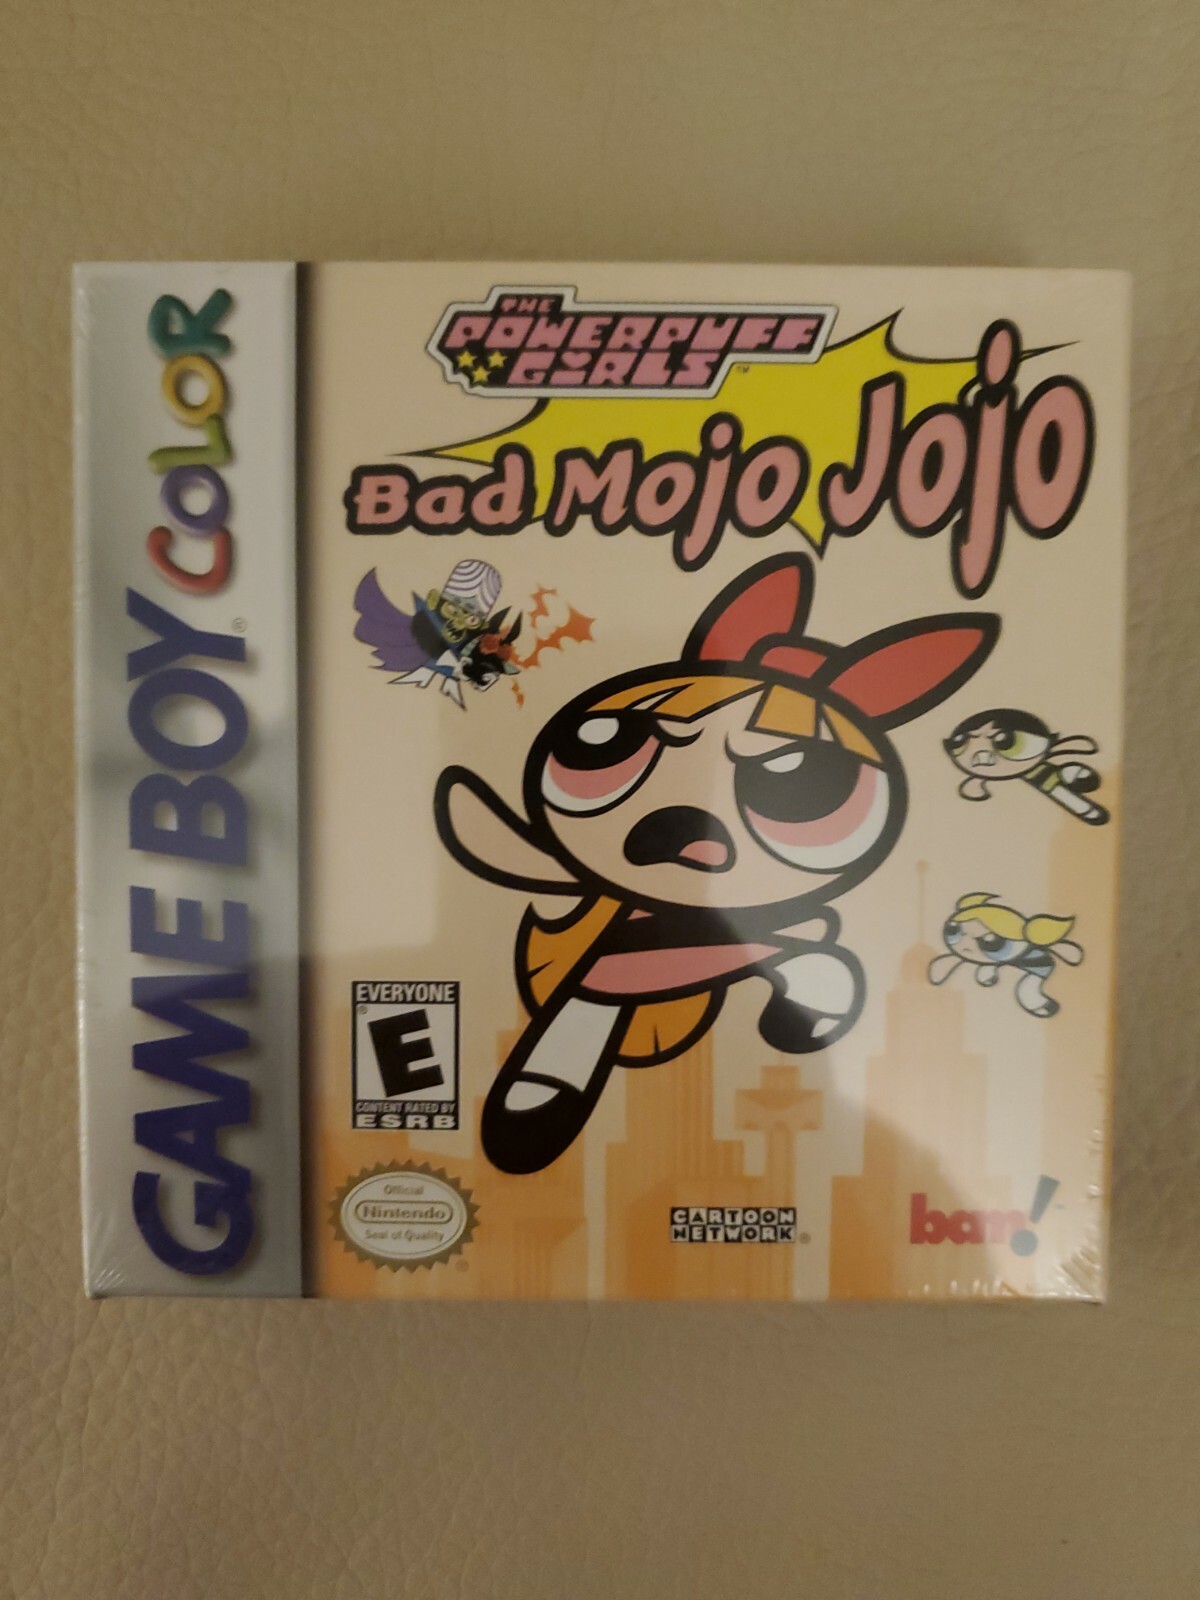 GAME BOY COLOR
®
THE
POWERPUFF
GIRLS
™
Bad Mojo Jojo
EVERYONE
E
®
CONTENT RATED BY
ESRB
Official
Nintendo
Seal of Quality
®
CARTOON
NETWORK®
bam!